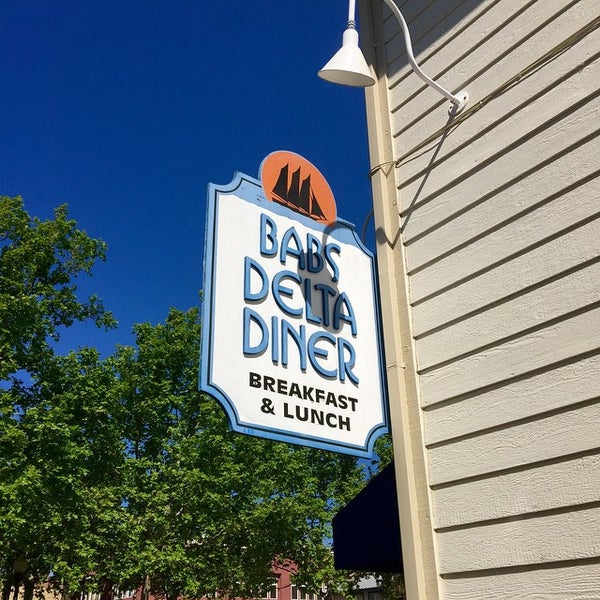 BABS
DELTA
DINER
BREAKFAST
& LUNCH